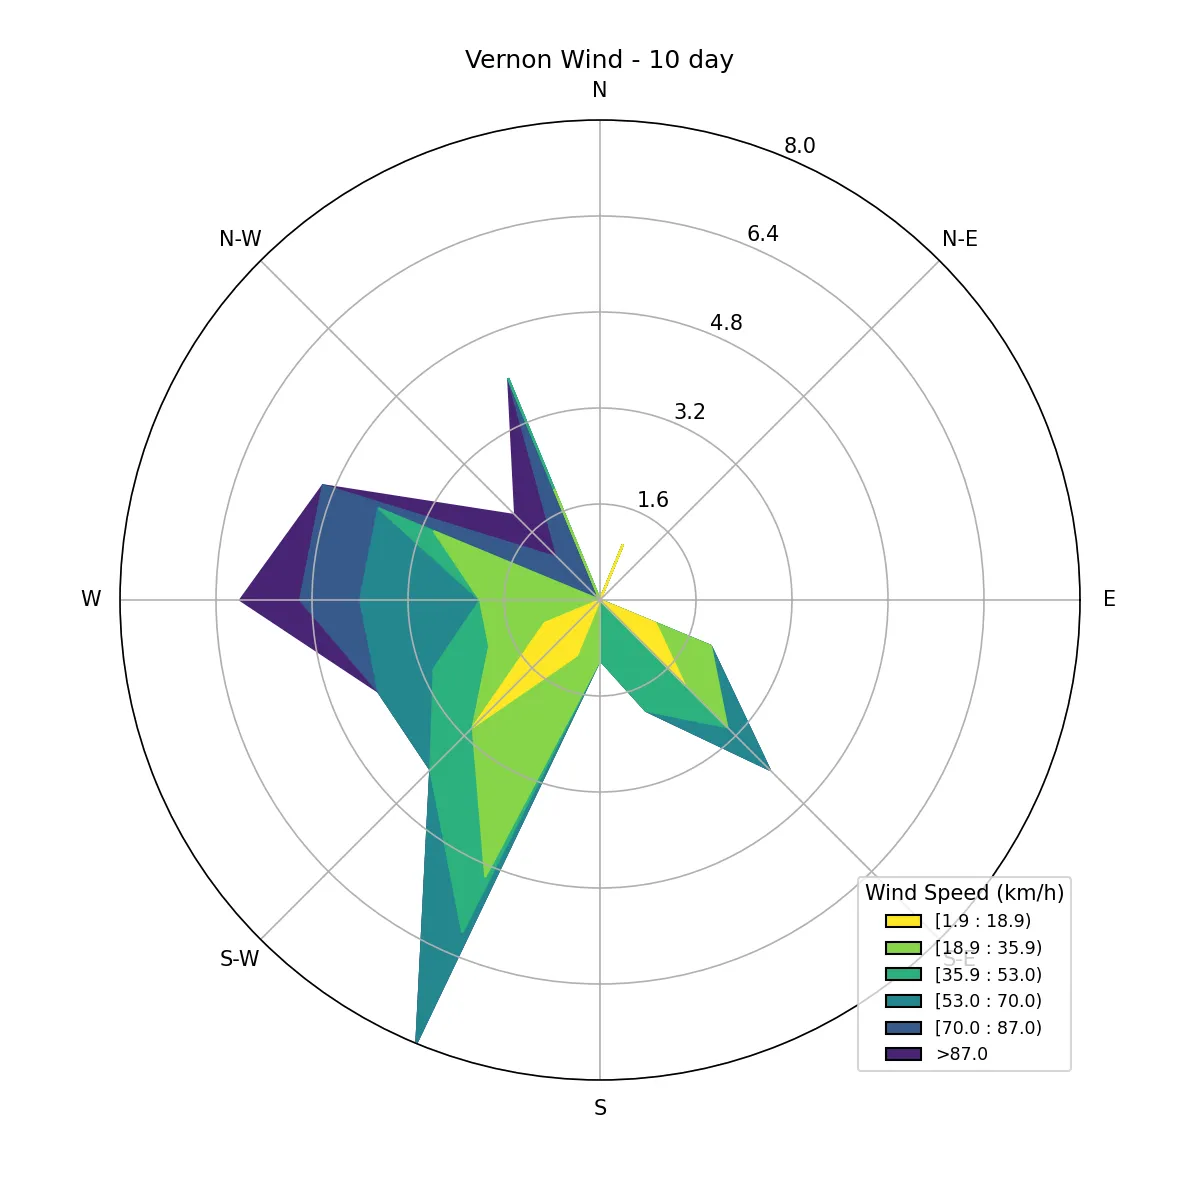 Vernon Wind - 10 day
N
8.0
N-W
6.4
N-E
4.8
3.2
1.6
W
E
S-W
S-E
S
Wind Speed (km/h)
[1.9 : 18.9)
[18.9 : 35.9)
[35.9 : 53.0)
[53.0 : 70.0)
[70.0 : 87.0)
>87.0